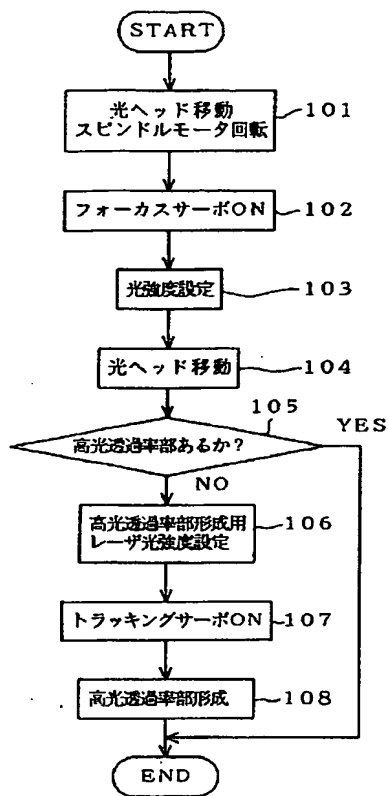 START
光ヘッド移動
スピンドルモータ回転
101
フォーカスサーボON
102
光強度設定
103
光ヘッド移動
104
105
高光透過率部あるか?
YES
NO
高光透過率部形成用
レーザ光強度設定
106
トラッキングサーボON
107
高光透過率部形成
108
END